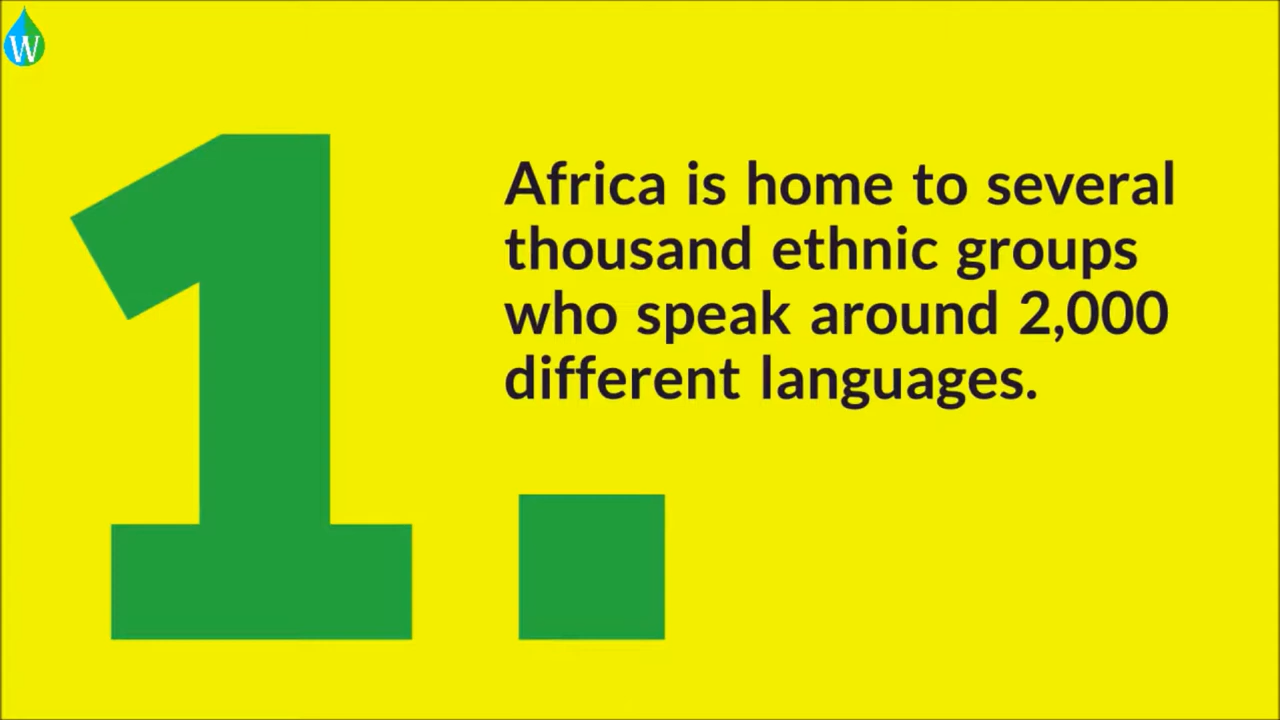 W
1.
Africa is home to several
thousand ethnic groups
who speak around 2,000
different languages.